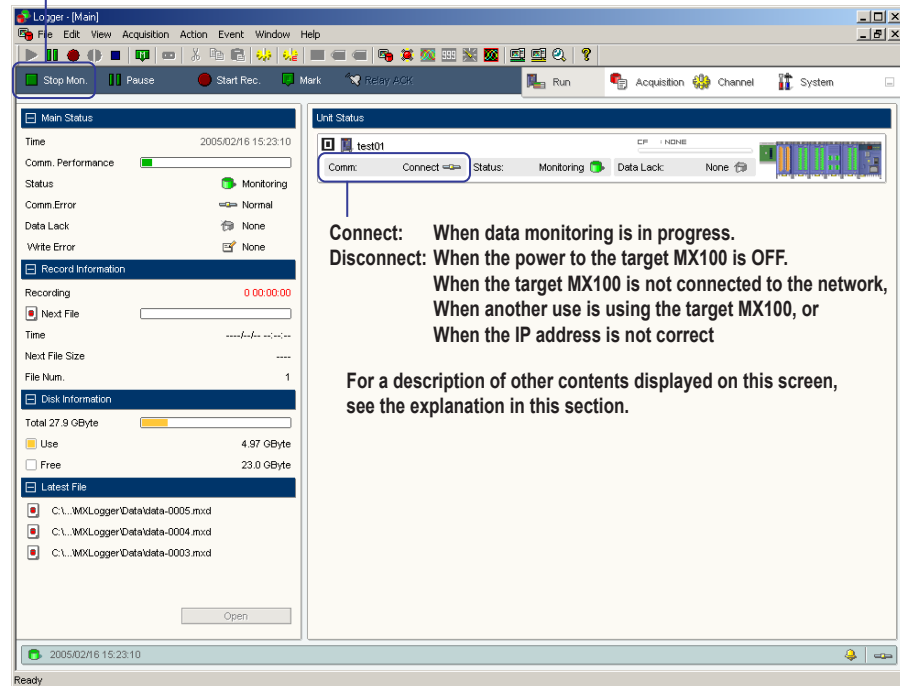 Logger - [Main]
File Edit View Acquisition Action Event Window Help
Stop Mon. Pause Start Rec. Mark Relay ACK Run Acquisition Channel System
Main Status
Time 2005/02/16 15:23:10
Comm. Performance
Status Monitoring
Comm.Error Normal
Data Lack None
Write Error None
Record Information
Recording 0 00:00:00
Next File
Time ----/--/-- --:--:--
Next File Size ----
File Num. 1
Disk Information
Total 27.9 GByte
Use 4.97 GByte
Free 23.0 GByte
Latest File
C:\...\MXLogger\Data\data-0005.mxd
C:\...\MXLogger\Data\data-0004.mxd
C:\...\MXLogger\Data\data-0003.mxd
Open
Unit Status
test01 CF : NONE
Comm: Connect Status: Monitoring Data Lack: None
Connect: When data monitoring is in progress.
Disconnect: When the power to the target MX100 is OFF.
When the target MX100 is not connected to the network,
When another use is using the target MX100, or
When the IP address is not correct
For a description of other contents displayed on this screen,
see the explanation in this section.
2005/02/16 15:23:10
Ready